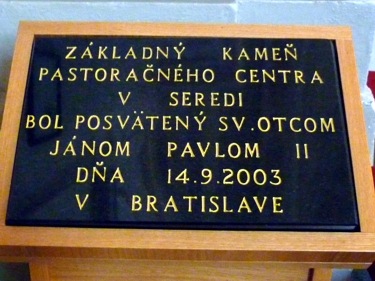 ZÁKLADNÝ KAMEŇ
PASTORAČNÉHO CENTRA
V SEREDI
BOL POSVÄTENÝ SV. OTCOM
JÁNOM PAVLOM II
DŇA 14.9.2003
V BRATISLAVE